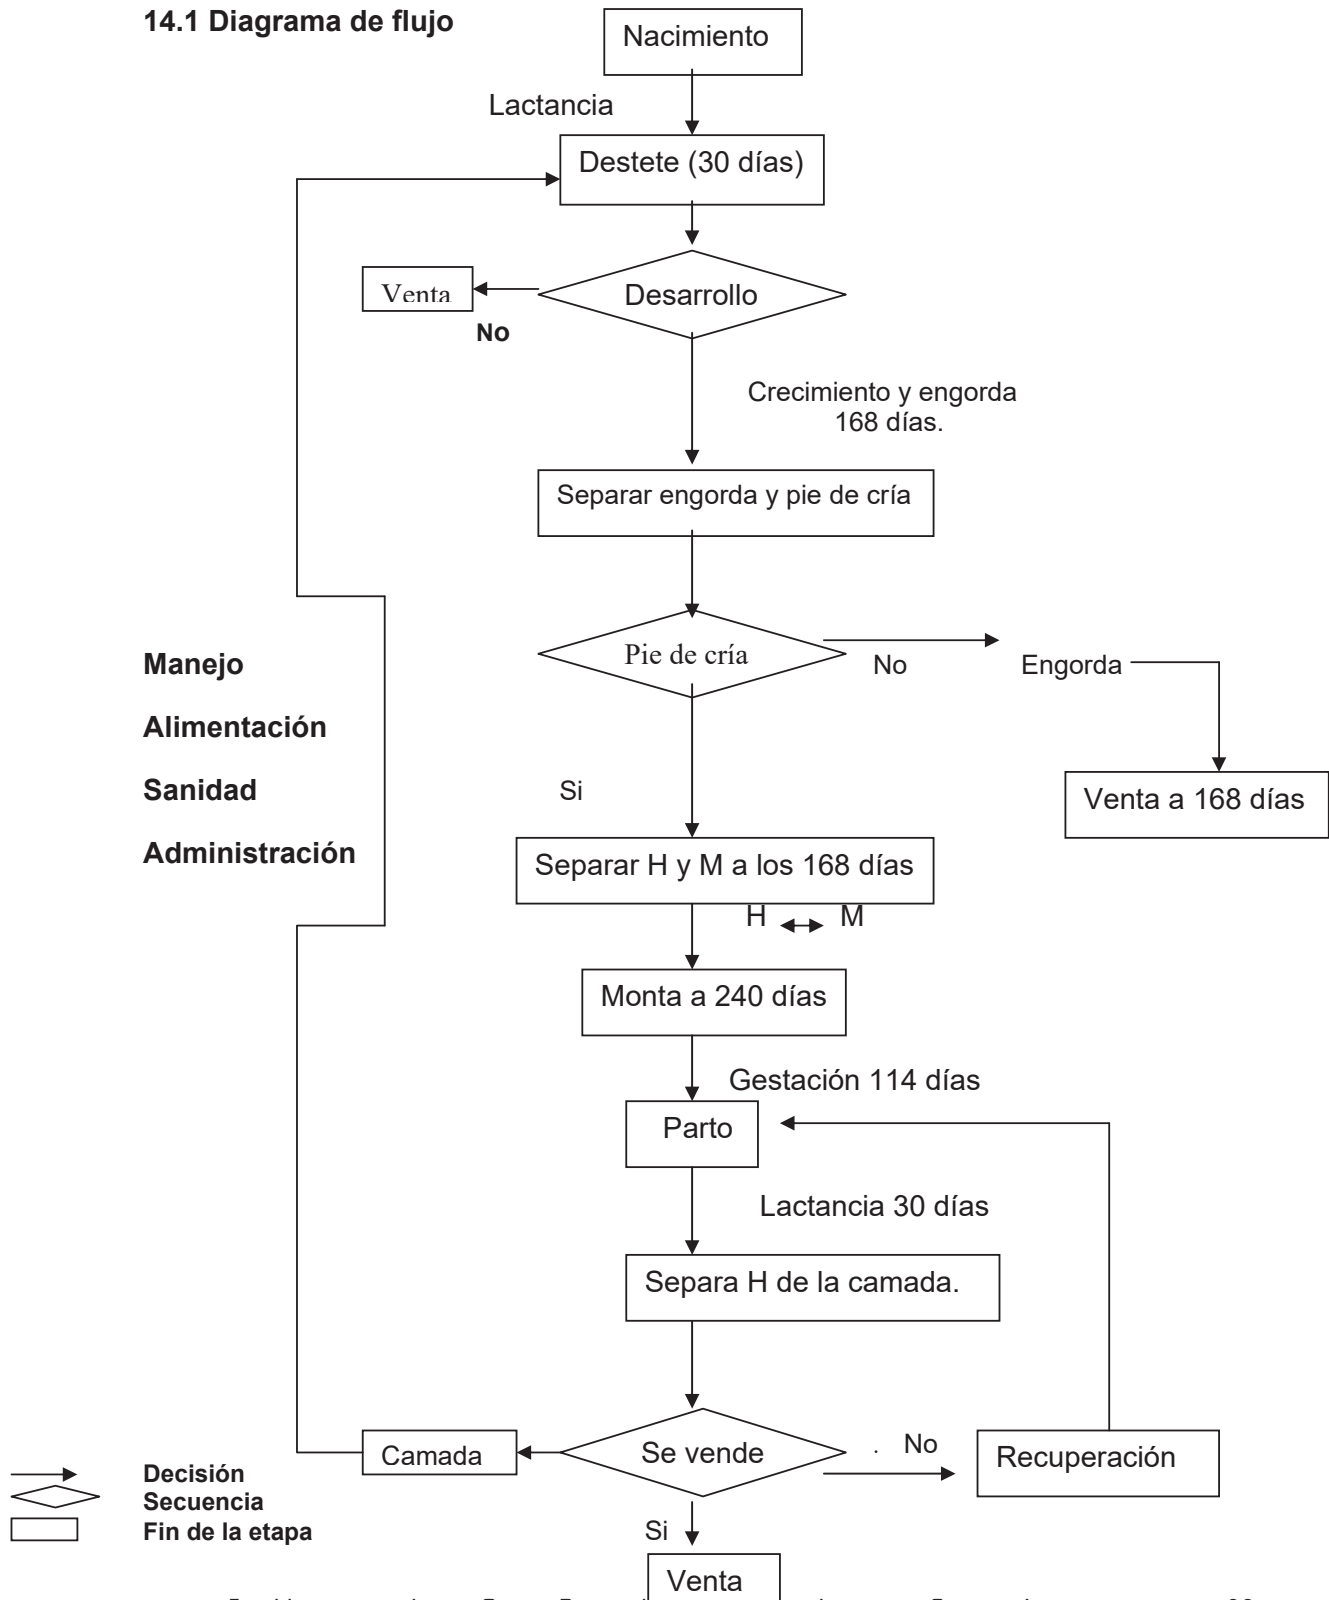 14.1 Diagrama de flujo
Nacimiento
Lactancia
Destete (30 días)
Desarrollo
Venta
No
Crecimiento y engorda
168 días.
Separar engorda y pie de cría
Pie de cría
No
Engorda
Manejo
Alimentación
Sanidad
Administración
Si
Venta a 168 días
Separar H y M a los 168 días
H M
Monta a 240 días
Gestación 114 días
Parto
Lactancia 30 días
Separa H de la camada.
Se vende
. No
Camada
Recuperación
Decisión
Secuencia
Fin de la etapa
Si
Venta